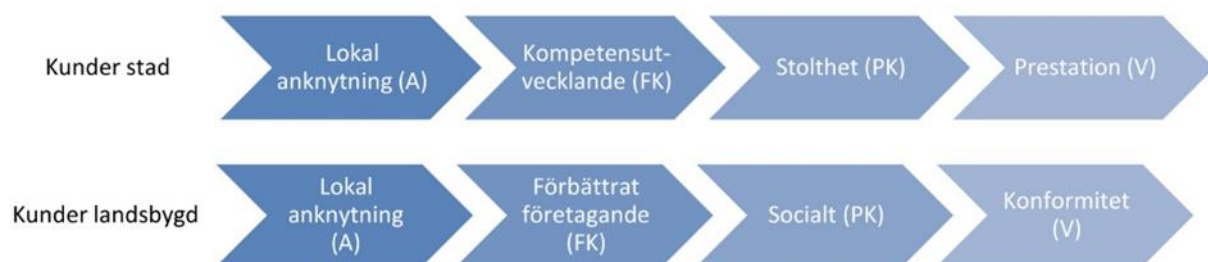 Kunder stad
Lokal
anknytning (A)
Kompetensut-
vecklande (FK)
Stolthet (PK)
Prestation (V)
Kunder landsbygd
Lokal
anknytning
(A)
Förbättrat
företagande
(FK)
Socialt (PK)
Konformitet
(V)